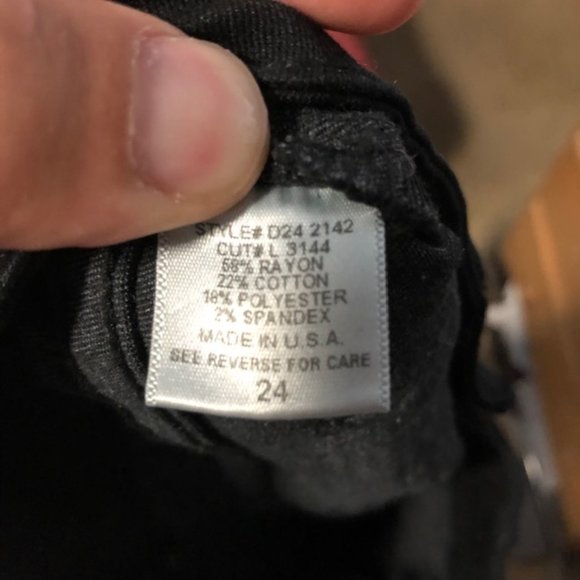 STYLE# D24 2142
CUT# L 3144
58% RAYON
22% COTTON
18% POLYESTER
2% SPANDEX
MADE IN U.S.A.
SEE REVERSE FOR CARE
24